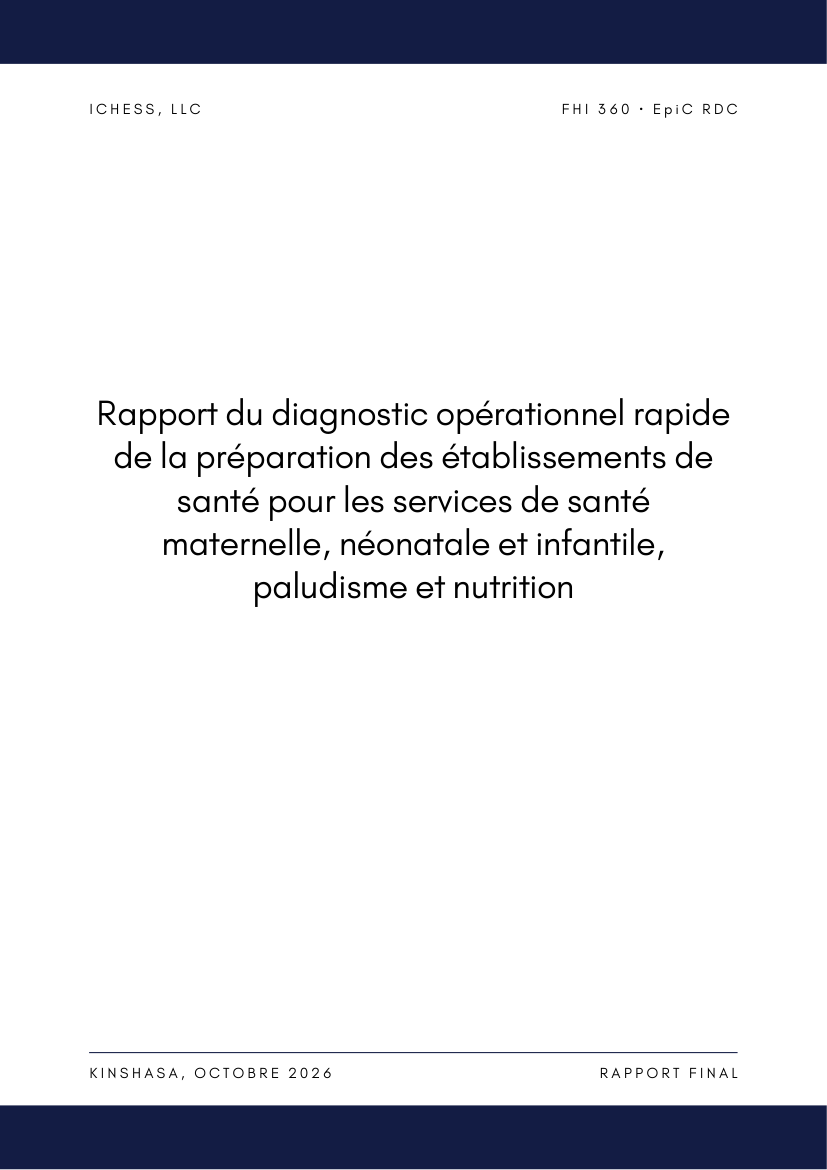 ICHESS, LLC
FHI 360 • EpiC RDC
Rapport du diagnostic opérationnel rapide
de la préparation des établissements de
santé pour les services de santé
maternelle, néonatale et infantile,
paludisme et nutrition
KINSHASA, OCTOBRE 2026
RAPPORT FINAL